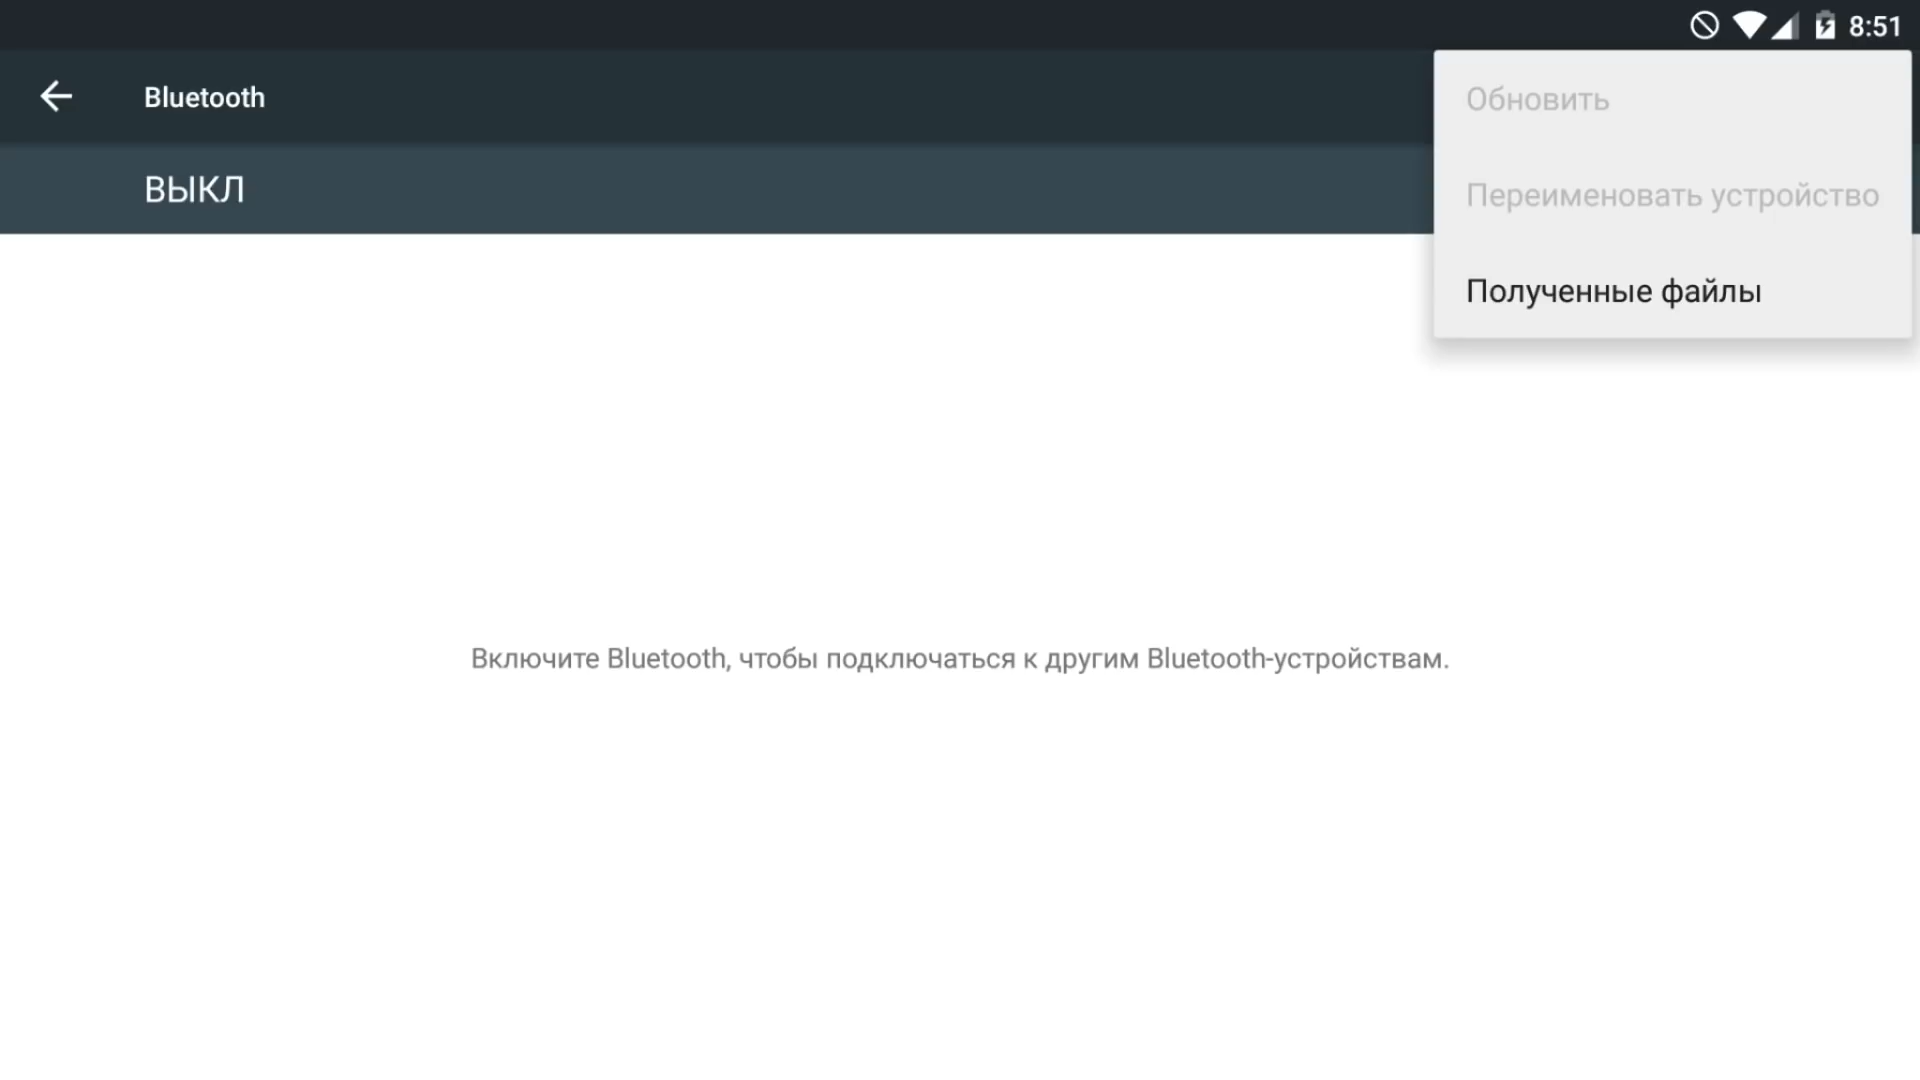 8:51
Bluetooth
ВЫКЛ
Обновить
Переименовать устройство
Полученные файлы
Включите Bluetooth, чтобы подключаться к другим Bluetooth-устройствам.